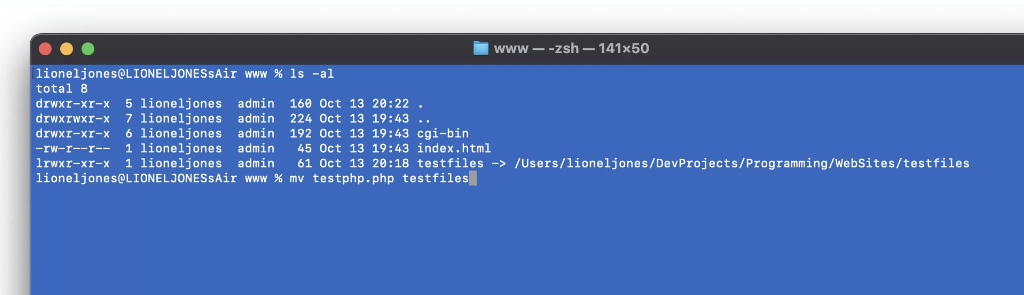 www — -zsh — 141×50
lioneljones@LIONELJONESsAir www % ls -al
total 8
drwxr-xr-x  5 lioneljones  admin  160 Oct 13 20:22 .
drwxrwxr-x  7 lioneljones  admin  224 Oct 13 19:43 ..
drwxr-xr-x  6 lioneljones  admin  192 Oct 13 19:43 cgi-bin
-rw-r--r--  1 lioneljones  admin   45 Oct 13 19:43 index.html
lrwxr-xr-x  1 lioneljones  admin   61 Oct 13 20:18 testfiles -> /Users/lioneljones/DevProjects/Programming/WebSites/testfiles
lioneljones@LIONELJONESsAir www % mv testphp.php testfiles